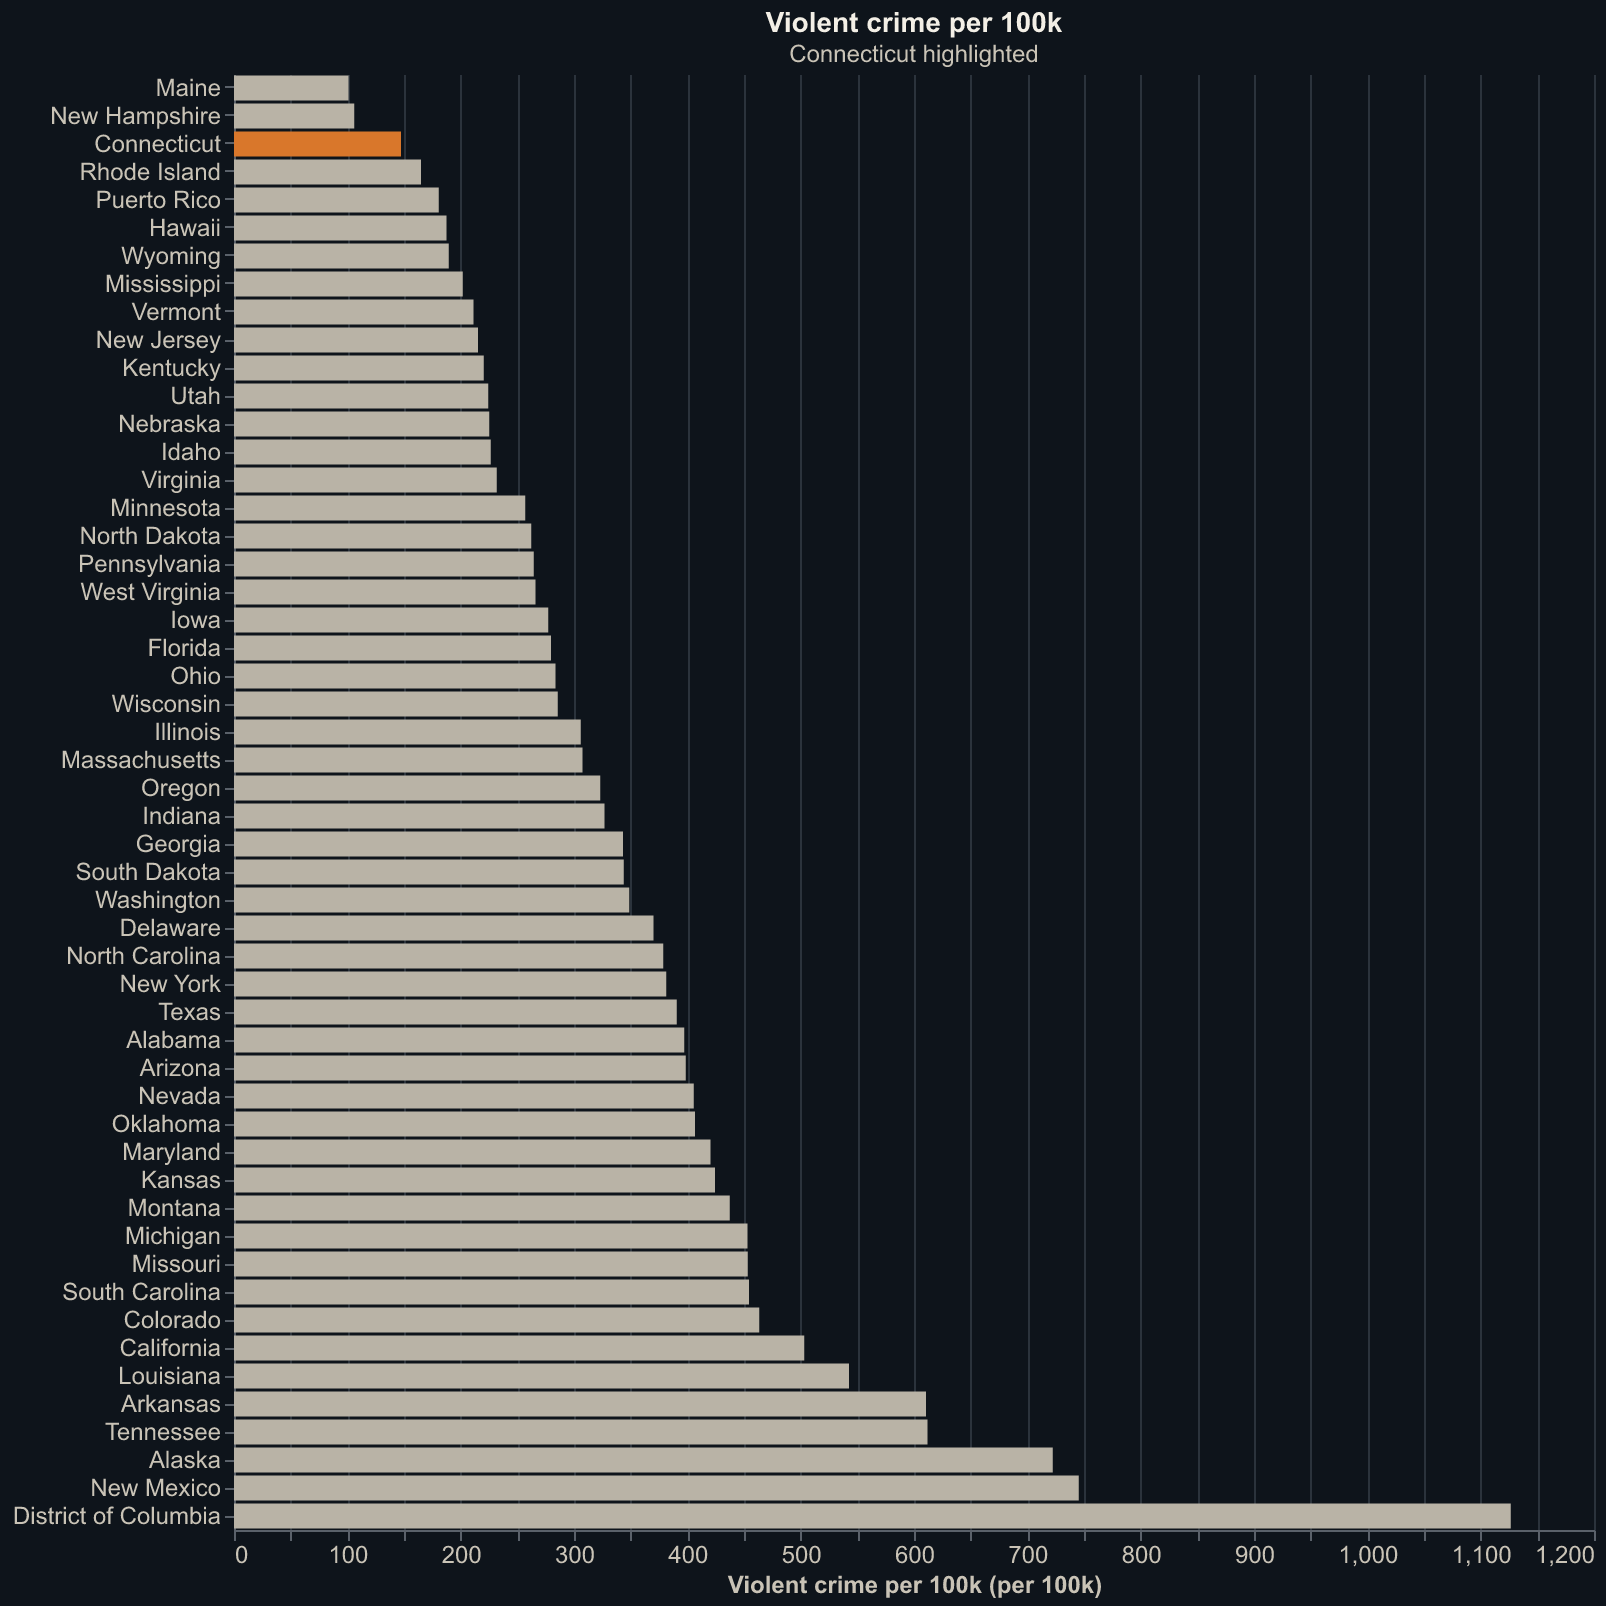 Violent crime per 100k
Connecticut highlighted
Maine
New Hampshire
Connecticut
Rhode Island
Puerto Rico
Hawaii
Wyoming
Mississippi
Vermont
New Jersey
Kentucky
Utah
Nebraska
Idaho
Virginia
Minnesota
North Dakota
Pennsylvania
West Virginia
Iowa
Florida
Ohio
Wisconsin
Illinois
Massachusetts
Oregon
Indiana
Georgia
South Dakota
Washington
Delaware
North Carolina
New York
Texas
Alabama
Arizona
Nevada
Oklahoma
Maryland
Kansas
Montana
Michigan
Missouri
South Carolina
Colorado
California
Louisiana
Arkansas
Tennessee
Alaska
New Mexico
District of Columbia
0 100 200 300 400 500 600 700 800 900 1,000 1,100 1,200
Violent crime per 100k (per 100k)